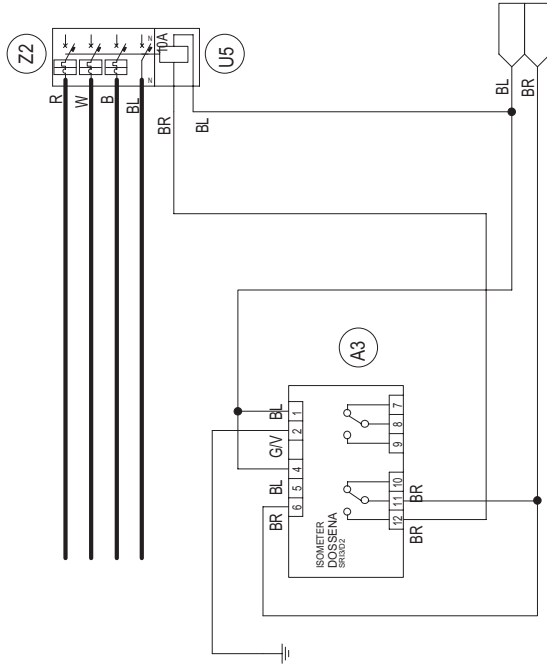 Z2
U5
10A
N
N
R
W
B
BL
BR
BL
BL
BR
A3
BL
G/V
BL
BR
1
2
4
5
6
7
8
9
10
11
12
ISOMETER
DOSSENA
SRI3/D2
BR
BR